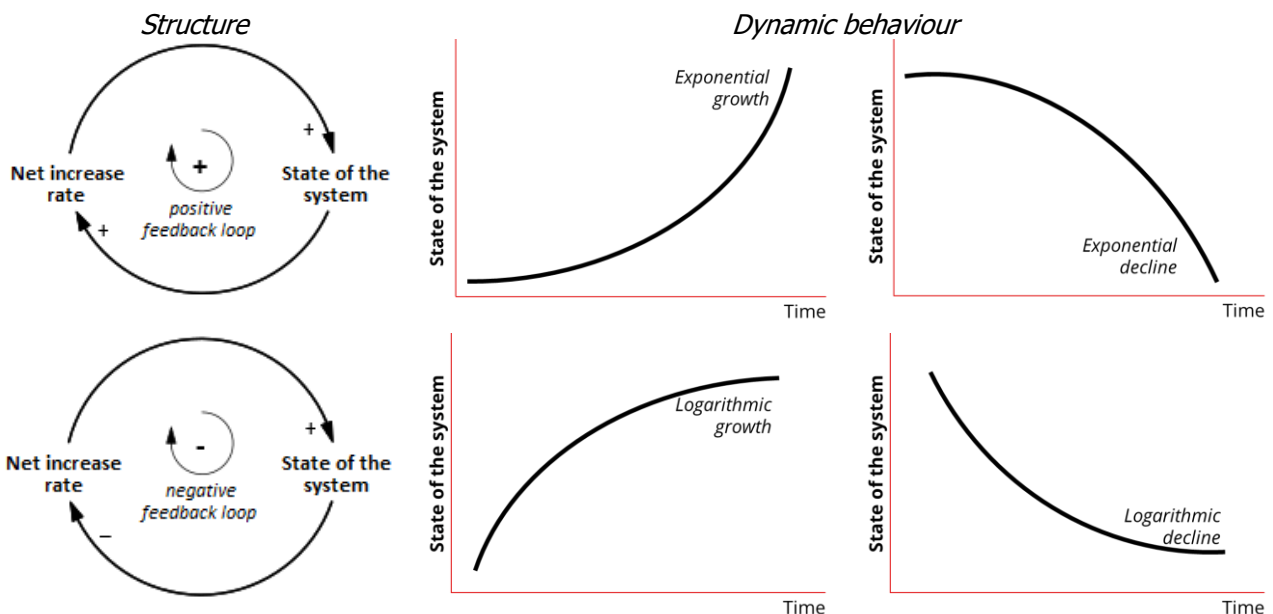 Structure
Dynamic behaviour
Net increase
rate
+
+
positive
feedback loop
+
State of the
system
State of the system
Exponential
growth
Time
State of the system
Exponential
decline
Time
Net increase
rate
-
–
negative
feedback loop
+
State of the
system
State of the system
Logarithmic
growth
Time
State of the system
Logarithmic
decline
Time